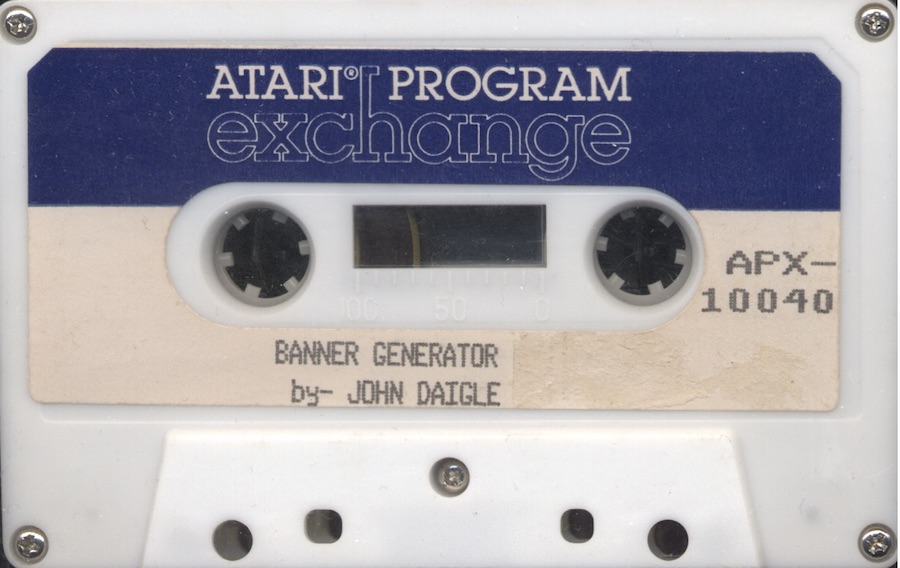 ATARI® PROGRAM
exchange
APX-
10040
100 50 0
BANNER GENERATOR
by- JOHN DAIGLE